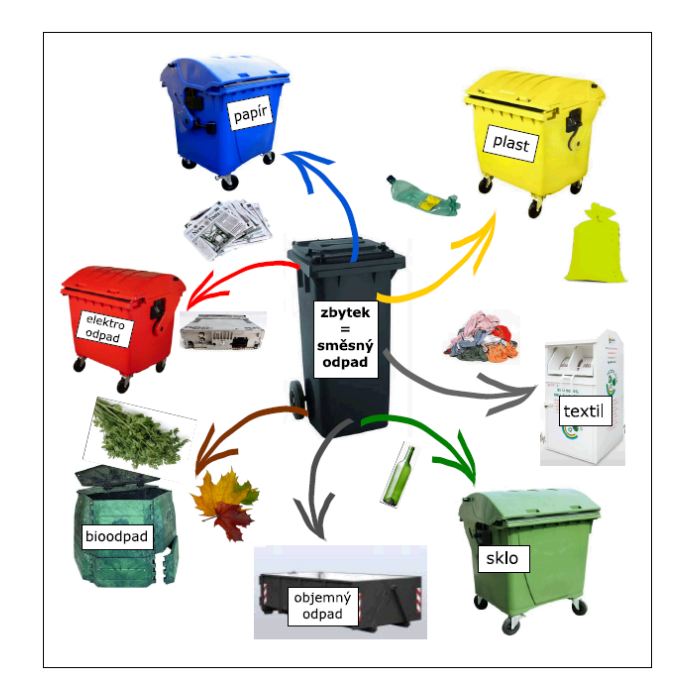 papír
plast
elektro
odpad
zbytek
=
směsný
odpad
textil
bioodpad
sklo
objemný
odpad